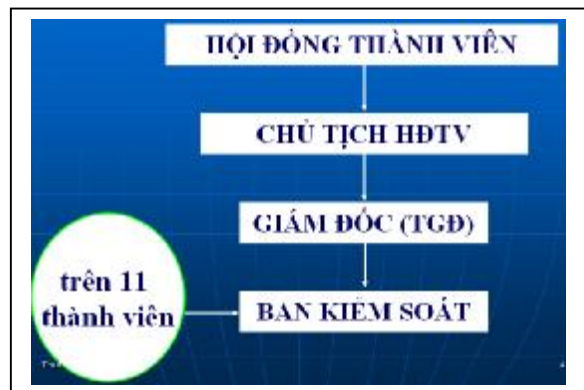 HỘI ĐỒNG THÀNH VIÊN
CHỦ TỊCH HĐTV
GIÁM ĐỐC (TGĐ)
trên 11
thành viên
BAN KIỂM SOÁT